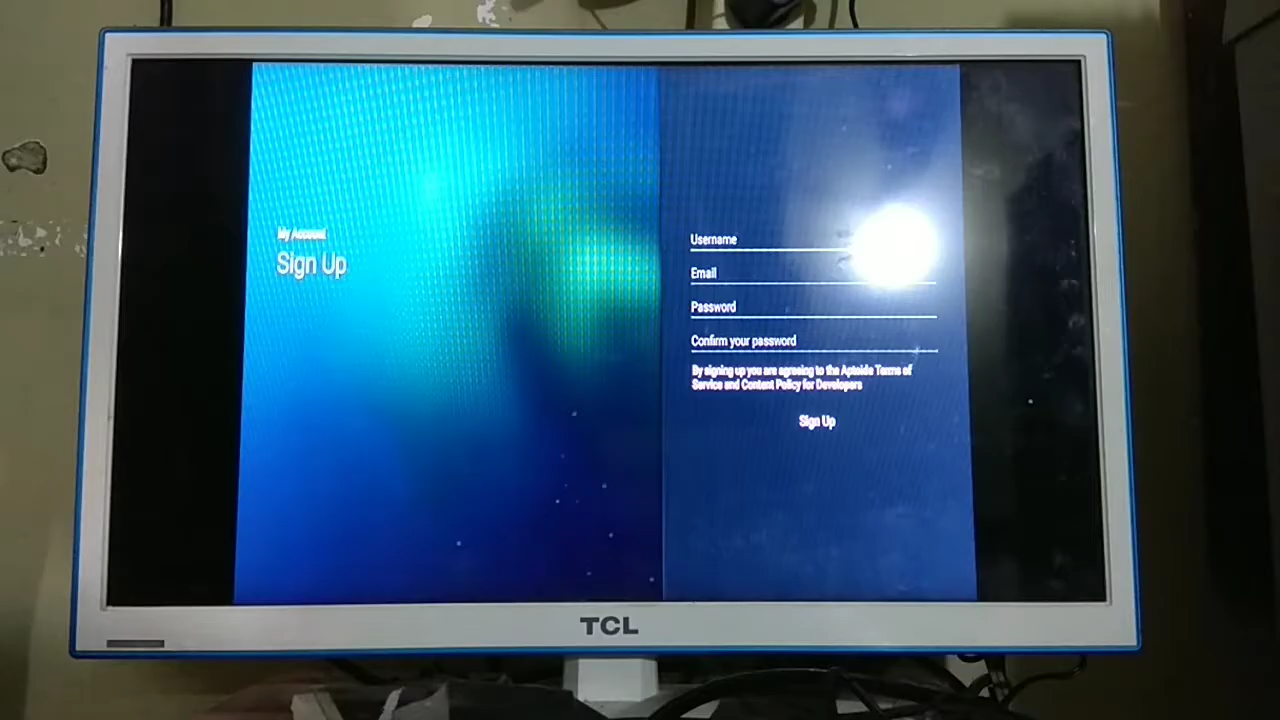 My Account
Sign Up
Username
Email
Password
Confirm your password
By signing up you are agreeing to the Aptoide Terms of
Service and Content Policy for Developers
Sign Up
TCL